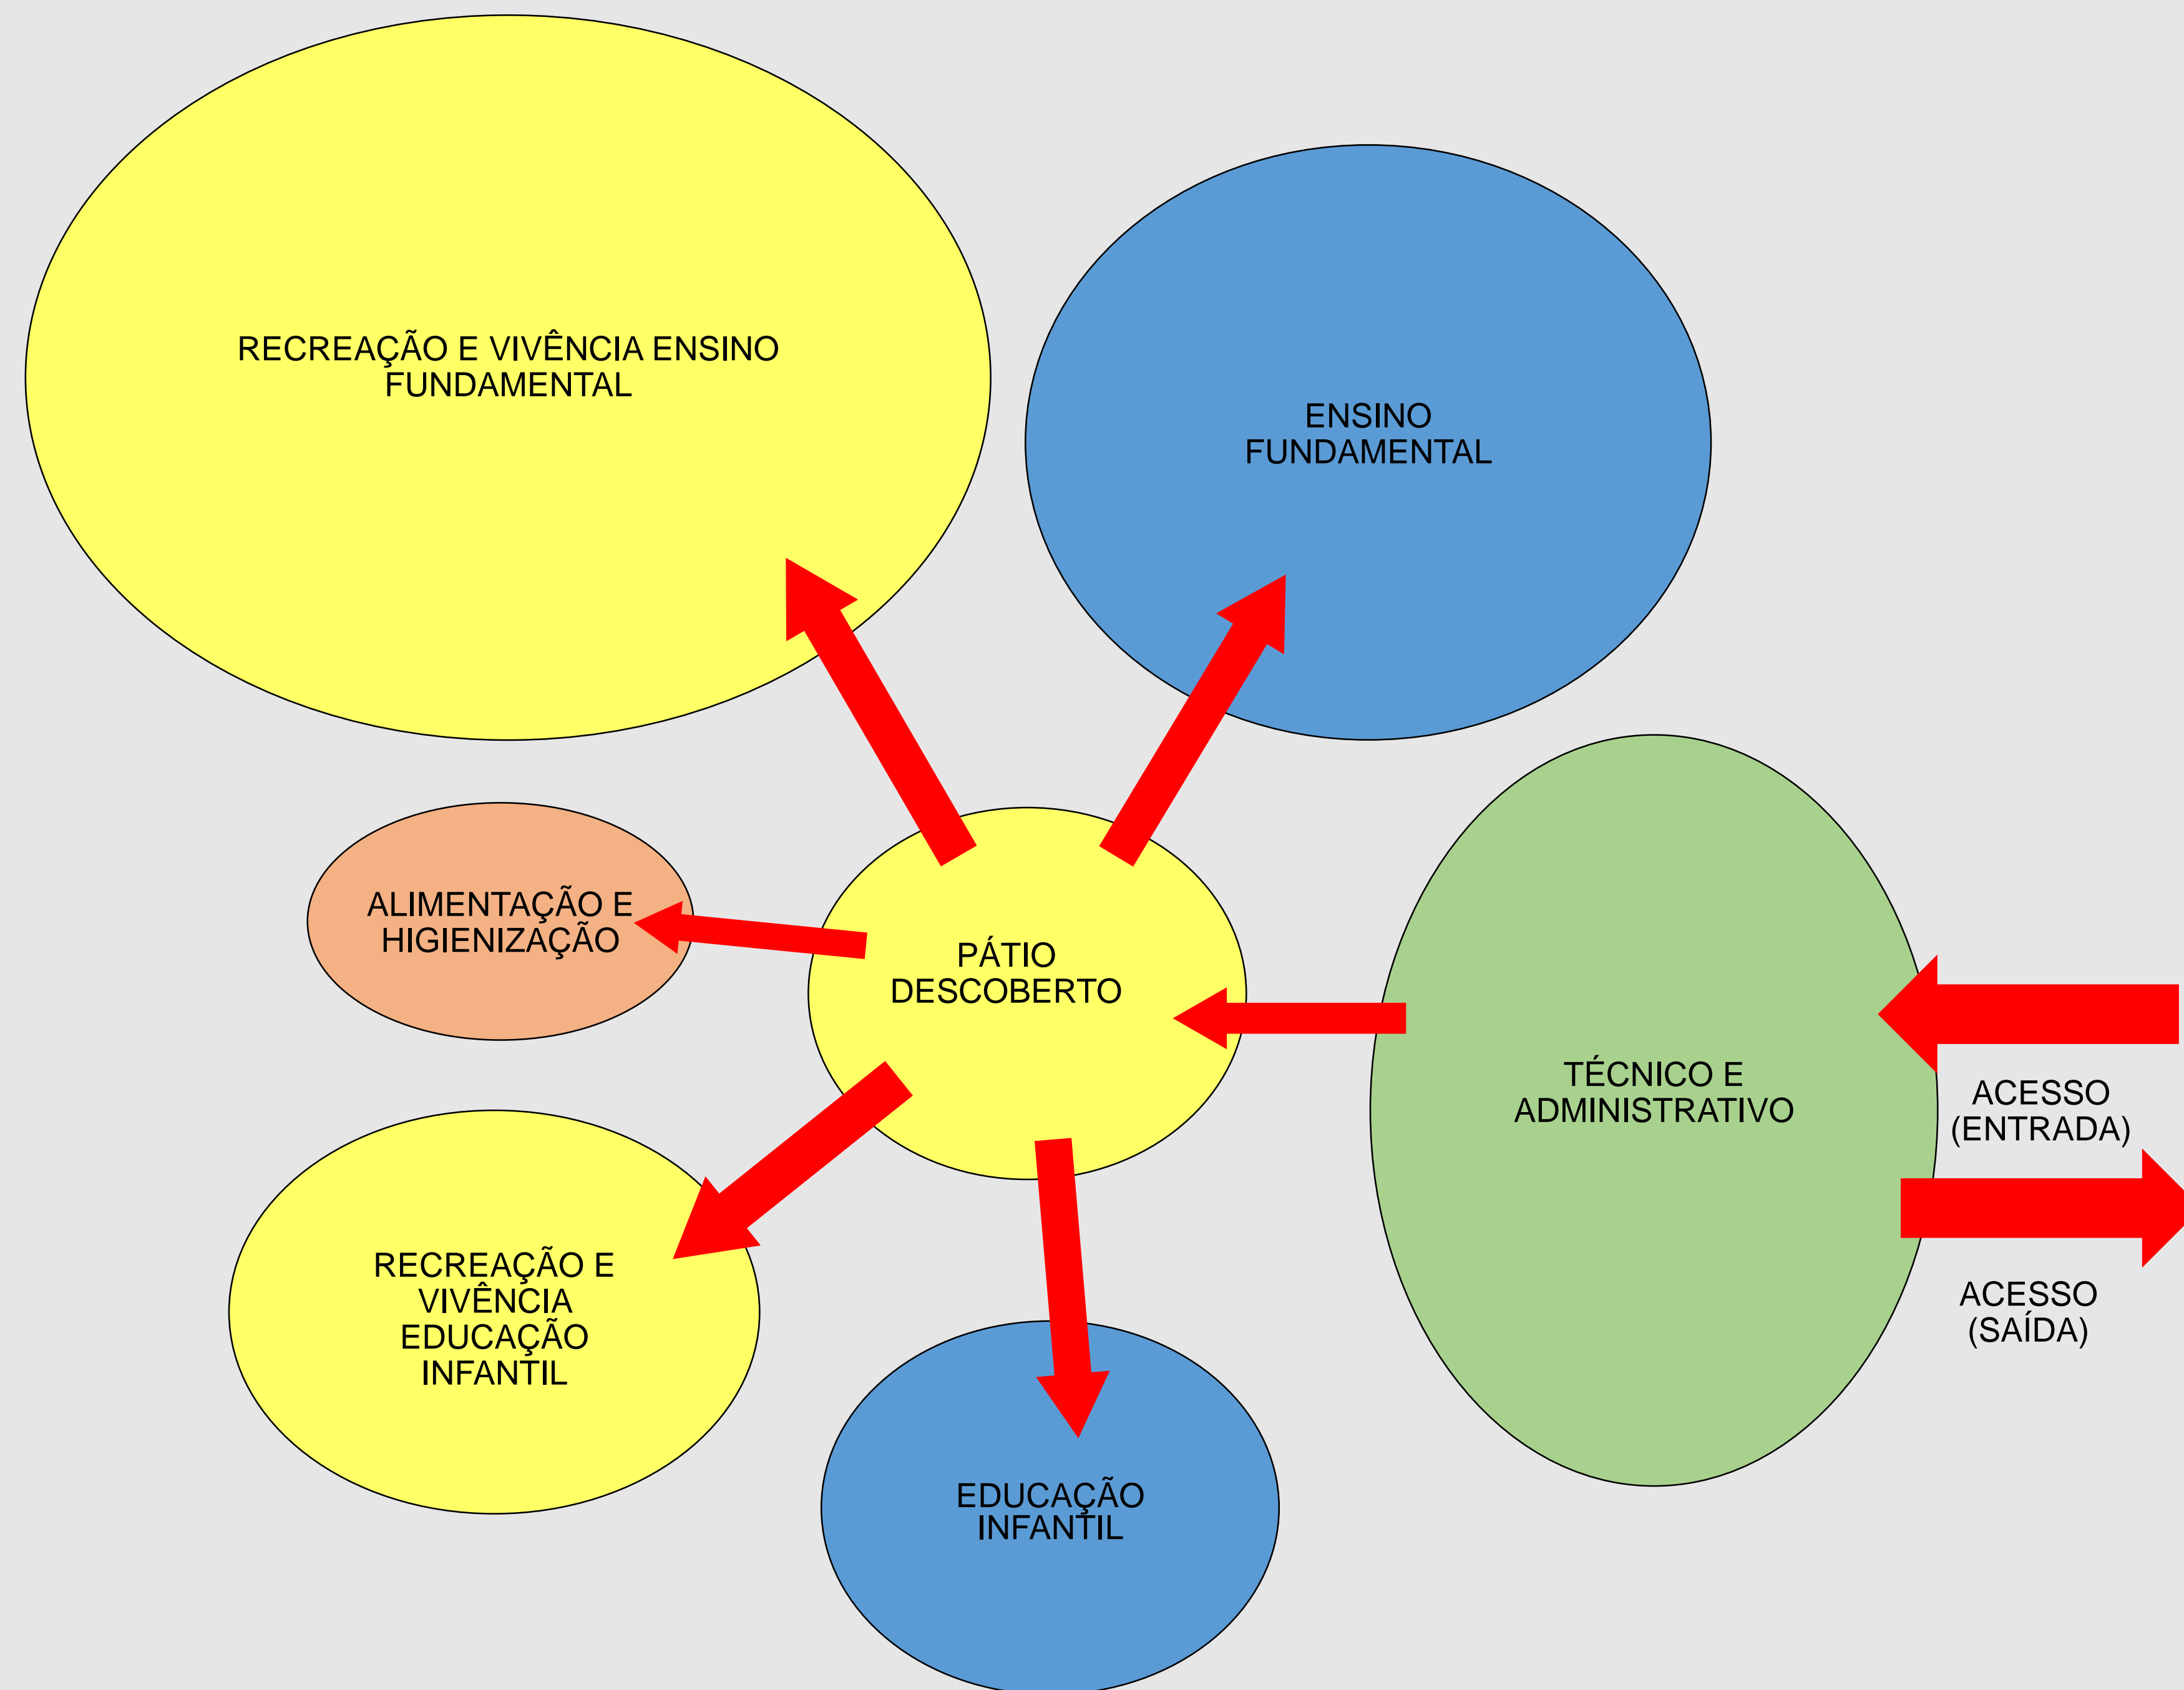 RECREAÇÃO E VIVÊNCIA ENSINO
FUNDAMENTAL
ENSINO
FUNDAMENTAL
ALIMENTAÇÃO E
HIGIENIZAÇÃO
PÁTIO
DESCOBERTO
TÉCNICO E
ADMINISTRATIVO
ACESSO
(ENTRADA)
ACESSO
(SAÍDA)
RECREAÇÃO E
VIVÊNCIA
EDUCAÇÃO
INFANTIL
EDUCAÇÃO
INFANTIL